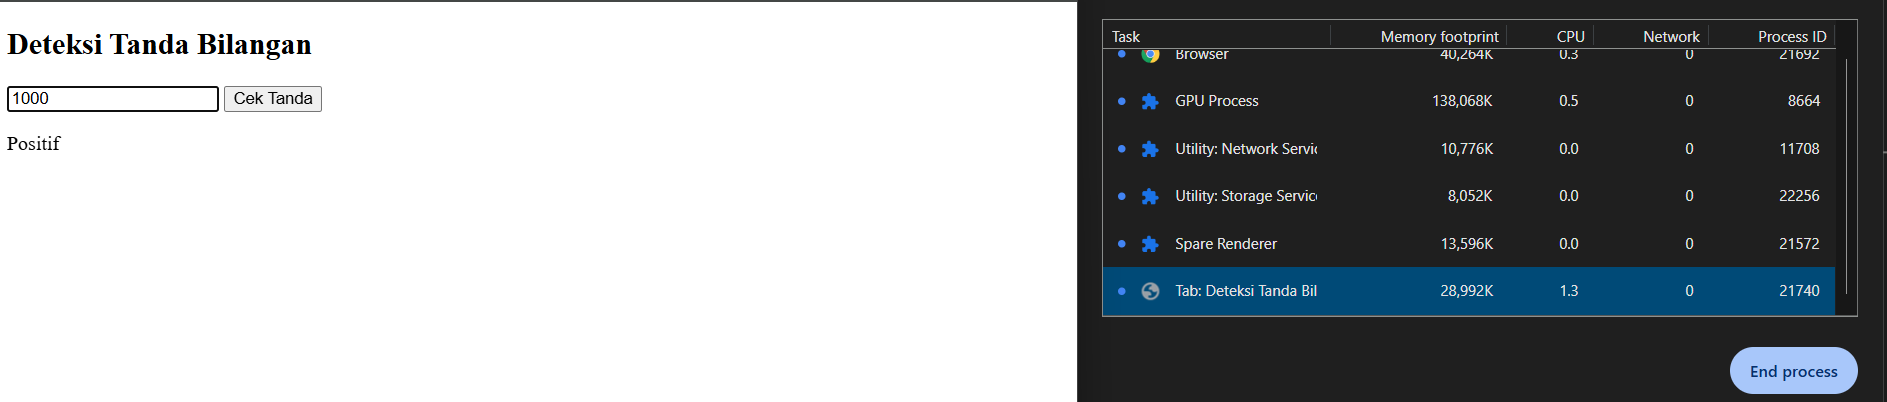 Deteksi Tanda Bilangan
1000 Cek Tanda
Positif
Task Memory footprint CPU Network Process ID
Browser 40,264K 0.3 0 21692
GPU Process 138,068K 0.5 0 8664
Utility: Network Servic 10,776K 0.0 0 11708
Utility: Storage Servic 8,052K 0.0 0 22256
Spare Renderer 13,596K 0.0 0 21572
Tab: Deteksi Tanda Bil 28,992K 1.3 0 21740
End process